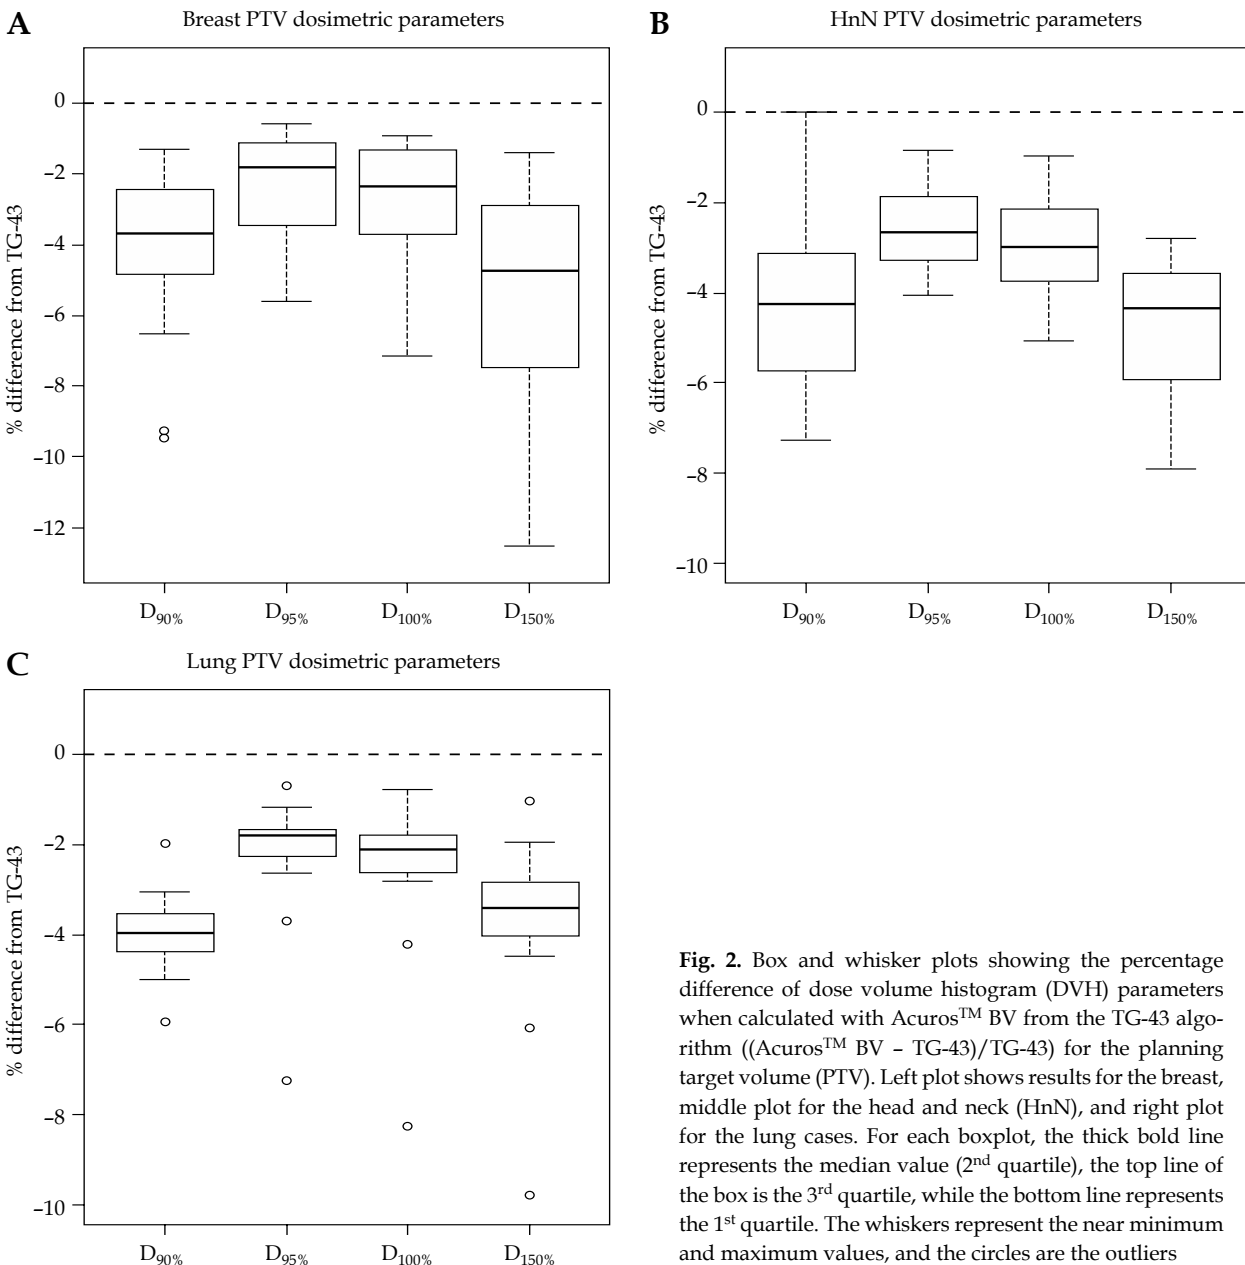 A
Breast PTV dosimetric parameters
% difference from TG-43
0
–2
–4
–6
–8
–10
–12
D90%
D95%
D100%
D150%
B
HnN PTV dosimetric parameters
% difference from TG-43
0
–2
–4
–6
–8
–10
D90%
D95%
D100%
D150%
C
Lung PTV dosimetric parameters
% difference from TG-43
0
–2
–4
–6
–8
–10
D90%
D95%
D100%
D150%
Fig. 2. Box and whisker plots showing the percentage
difference of dose volume histogram (DVH) parameters
when calculated with Acuros™ BV from the TG-43 algo-
rithm ((Acuros™ BV – TG-43)/TG-43) for the planning
target volume (PTV). Left plot shows results for the breast,
middle plot for the head and neck (HnN), and right plot
for the lung cases. For each boxplot, the thick bold line
represents the median value (2nd quartile), the top line of
the box is the 3rd quartile, while the bottom line represents
the 1st quartile. The whiskers represent the near minimum
and maximum values, and the circles are the outliers